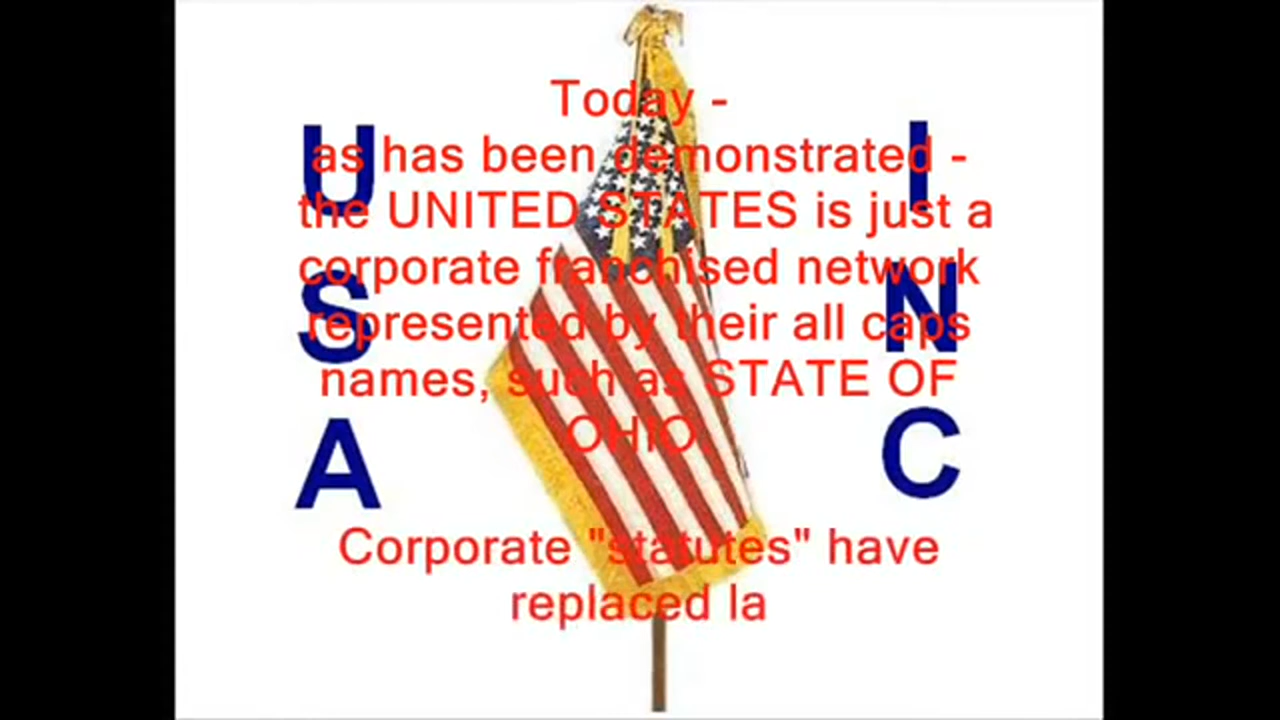 Today -
as has been demonstrated -
the UNITED STATES is just a
corporate franchised network
represented by their all caps
names, such as STATE OF
OHIO.
Corporate "statutes" have
replaced la
U
S
A
I
N
C